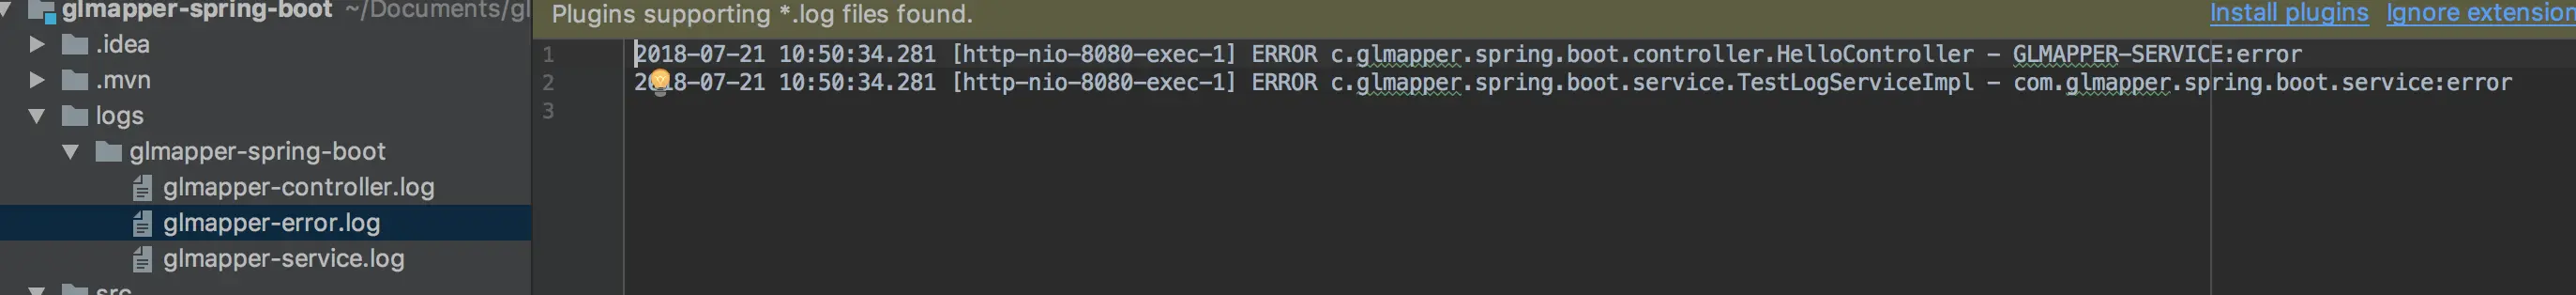 glmapper-spring-boot ~/Documents/gl
.idea
.mvn
logs
glmapper-spring-boot
glmapper-controller.log
glmapper-error.log
glmapper-service.log
src
Plugins supporting *.log files found.
Install plugins Ignore extension
1 2018-07-21 10:50:34.281 [http-nio-8080-exec-1] ERROR c.glmapper.spring.boot.controller.HelloController - GLMAPPER-SERVICE:error
2 2018-07-21 10:50:34.281 [http-nio-8080-exec-1] ERROR c.glmapper.spring.boot.service.TestLogServiceImpl - com.glmapper.spring.boot.service:error
3